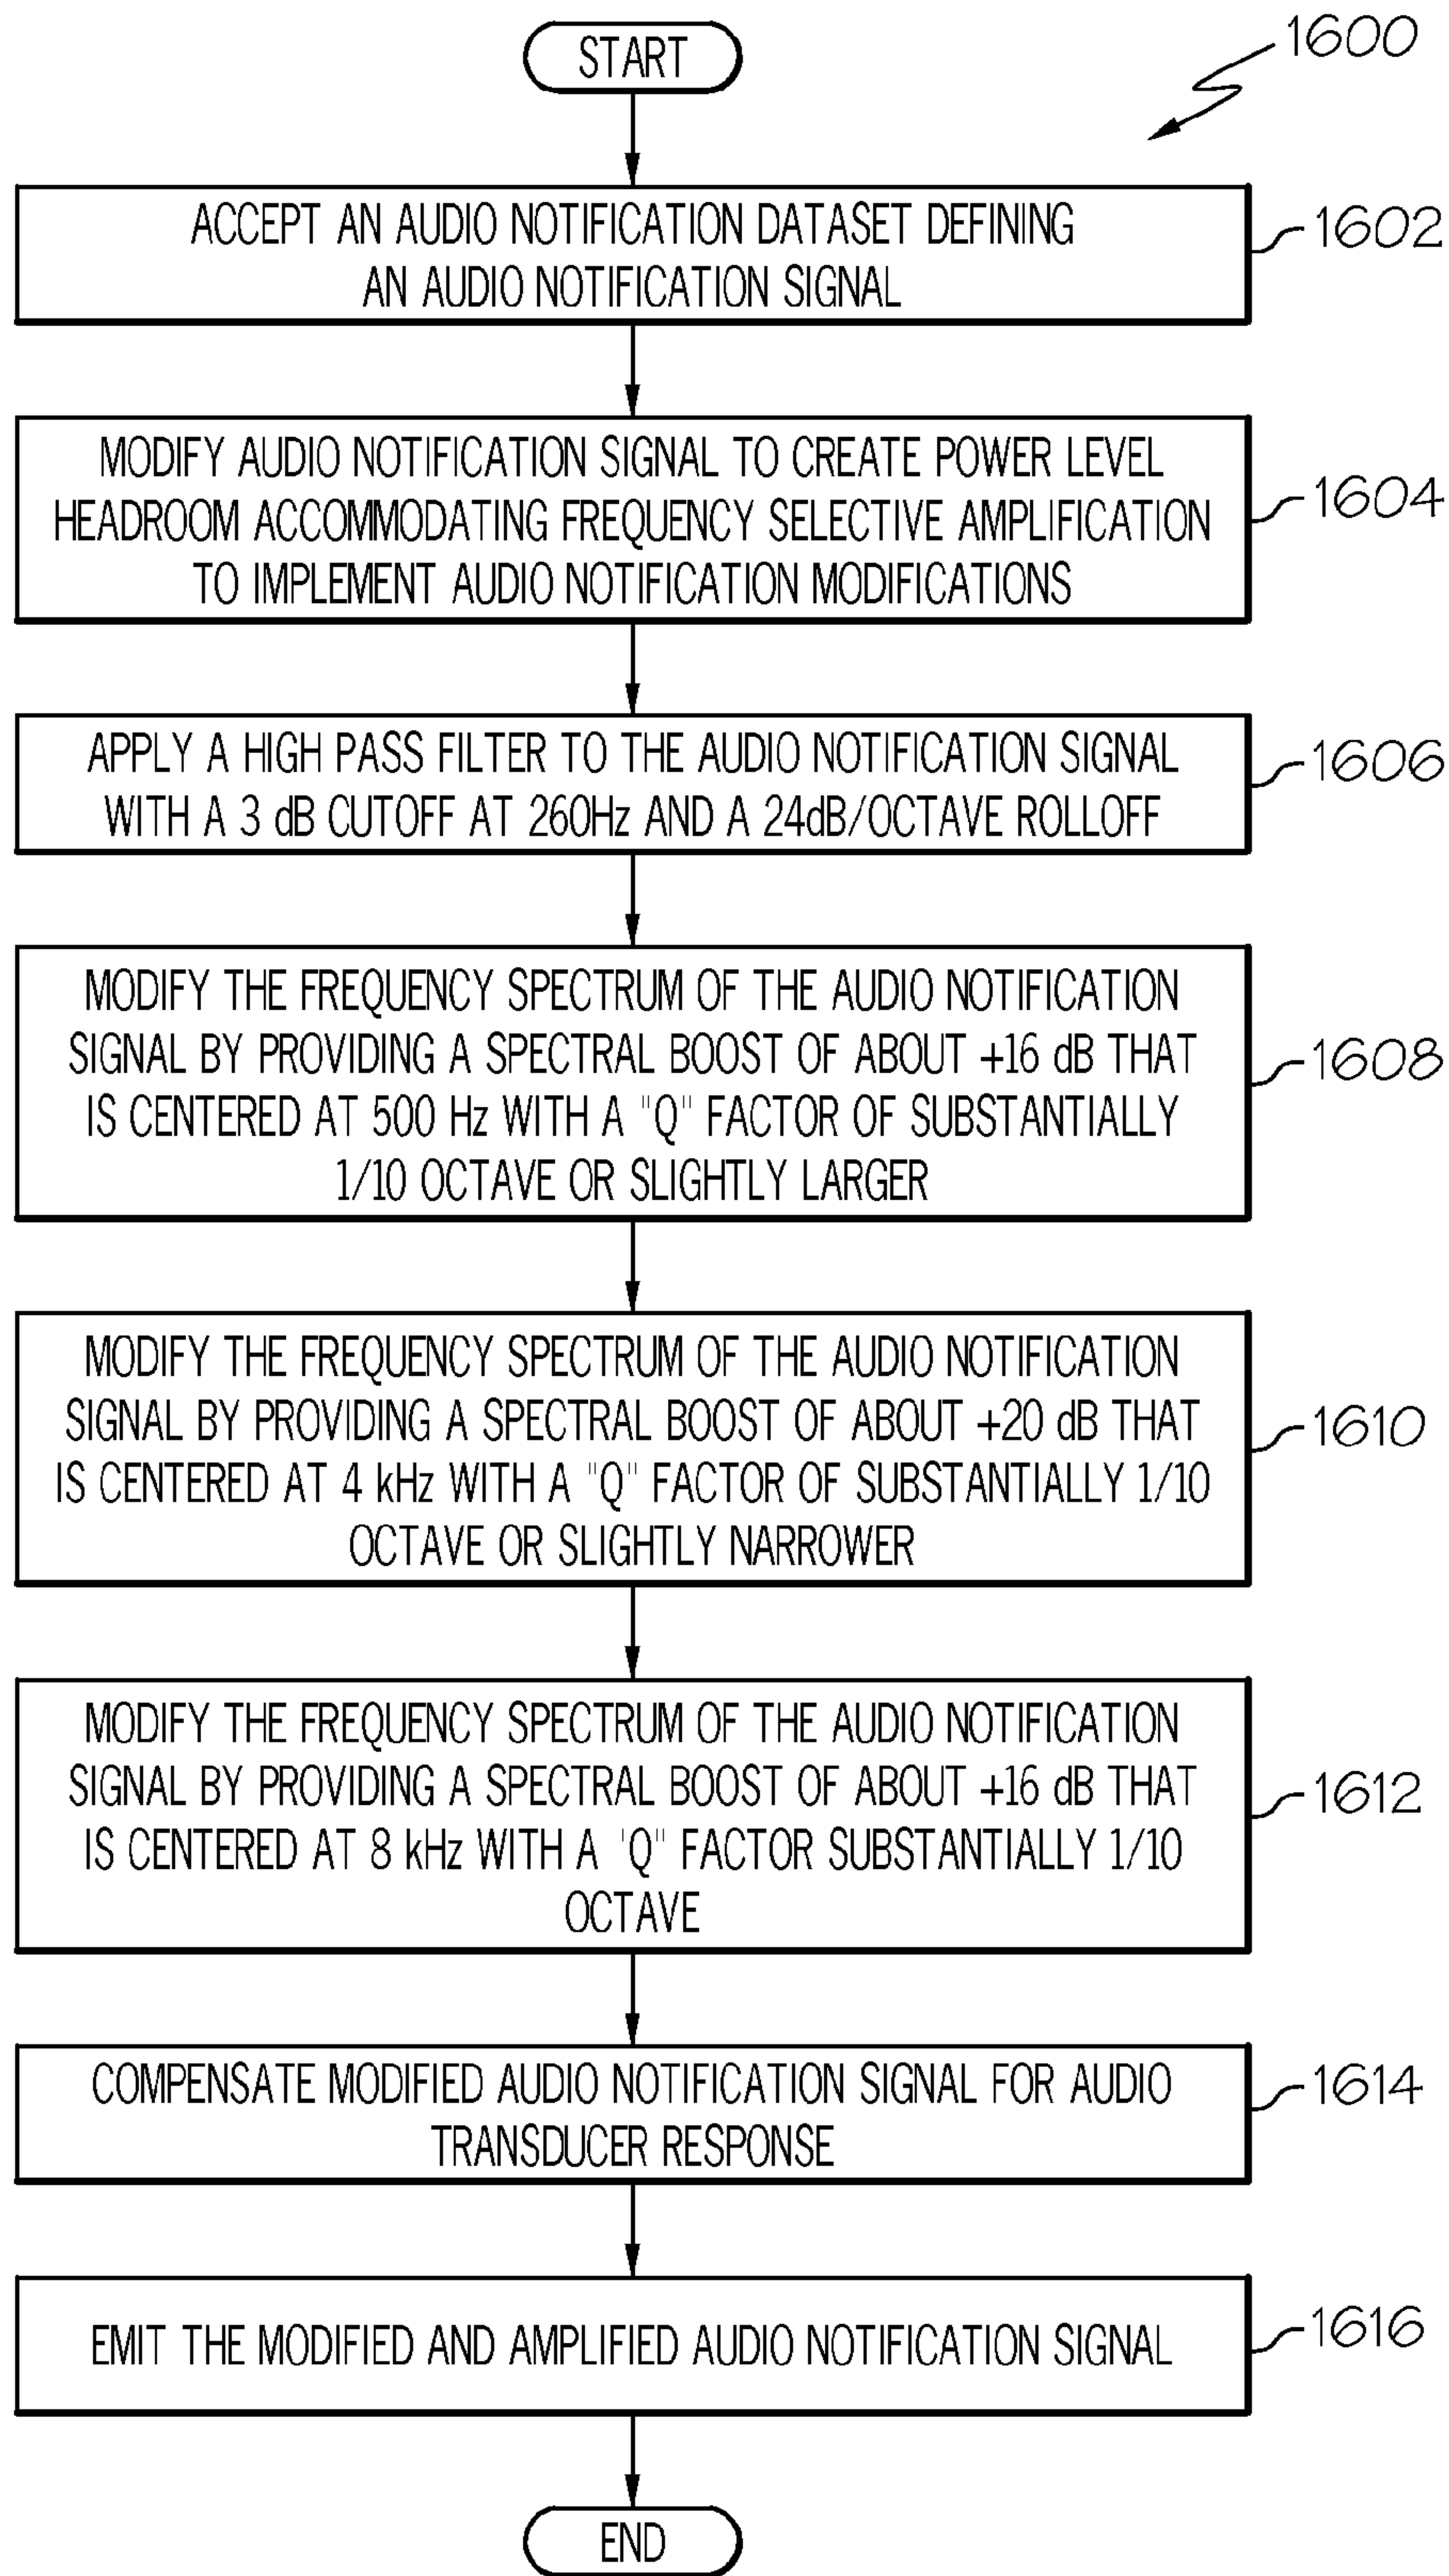 START
1600
ACCEPT AN AUDIO NOTIFICATION DATASET DEFINING
AN AUDIO NOTIFICATION SIGNAL
1602
MODIFY AUDIO NOTIFICATION SIGNAL TO CREATE POWER LEVEL
HEADROOM ACCOMMODATING FREQUENCY SELECTIVE AMPLIFICATION
TO IMPLEMENT AUDIO NOTIFICATION MODIFICATIONS
1604
APPLY A HIGH PASS FILTER TO THE AUDIO NOTIFICATION SIGNAL
WITH A 3 dB CUTOFF AT 260Hz AND A 24dB/OCTAVE ROLLOFF
1606
MODIFY THE FREQUENCY SPECTRUM OF THE AUDIO NOTIFICATION
SIGNAL BY PROVIDING A SPECTRAL BOOST OF ABOUT +16 dB THAT
IS CENTERED AT 500 Hz WITH A "Q" FACTOR OF SUBSTANTIALLY
1/10 OCTAVE OR SLIGHTLY LARGER
1608
MODIFY THE FREQUENCY SPECTRUM OF THE AUDIO NOTIFICATION
SIGNAL BY PROVIDING A SPECTRAL BOOST OF ABOUT +20 dB THAT
IS CENTERED AT 4 kHz WITH A "Q" FACTOR OF SUBSTANTIALLY 1/10
OCTAVE OR SLIGHTLY NARROWER
1610
MODIFY THE FREQUENCY SPECTRUM OF THE AUDIO NOTIFICATION
SIGNAL BY PROVIDING A SPECTRAL BOOST OF ABOUT +16 dB THAT
IS CENTERED AT 8 kHz WITH A 'Q" FACTOR SUBSTANTIALLY 1/10
OCTAVE
1612
COMPENSATE MODIFIED AUDIO NOTIFICATION SIGNAL FOR AUDIO
TRANSDUCER RESPONSE
1614
EMIT THE MODIFIED AND AMPLIFIED AUDIO NOTIFICATION SIGNAL
1616
END